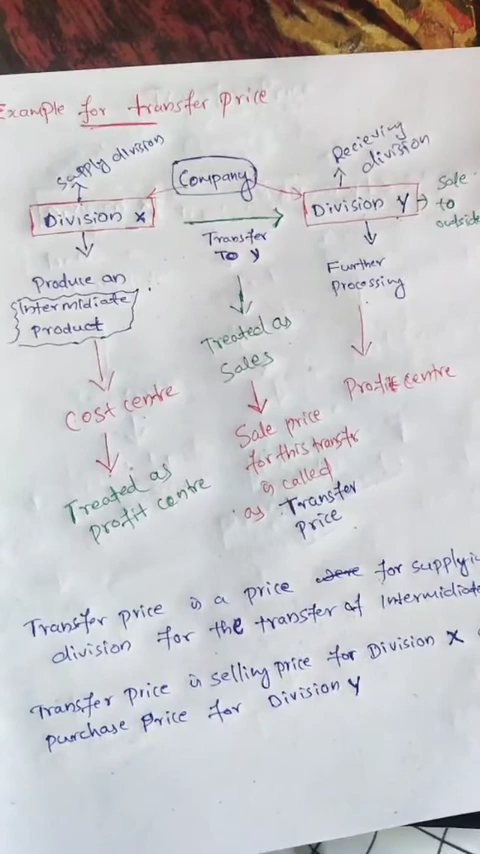 Example for transfer price
Supply division
Company
Recieving
division
Division X
Transfer
To Y
Division Y
Sale
to
outside
Produce an
Intermidiate
product
Further
Processing
Treated as
Sales
Cost centre
Profit centre
Sale price
for this transfr
is called
as Transfer
price
Treated as
profit centre
Transfer price is a price for
division for the transfer of Intermidiate
Transfer price is selling price for Division X
purchase price for Division Y